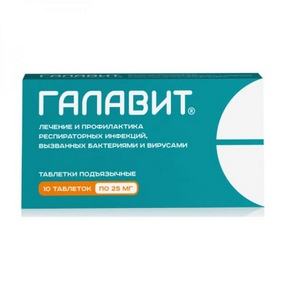 ГАЛАВИТ®
ЛЕЧЕНИЕ И ПРОФИЛАКТИКА
РЕСПИРАТОРНЫХ ИНФЕКЦИЙ,
ВЫЗВАННЫХ БАКТЕРИЯМИ И ВИРУСАМИ
ТАБЛЕТКИ ПОДЪЯЗЫЧНЫЕ
10 ТАБЛЕТОК ПО 25 МГ